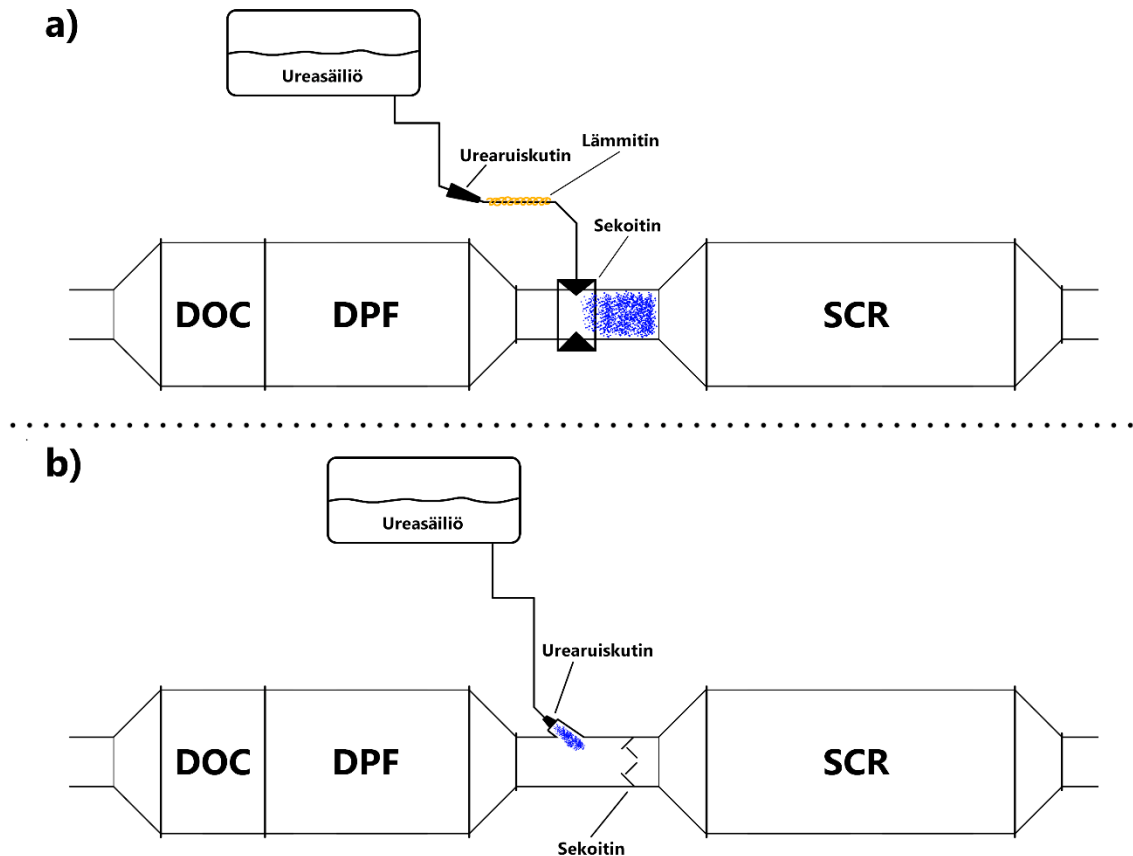 a)
Ureasäiliö
Urearuiskutin
Lämmitin
Sekoitin
DOC
DPF
SCR
b)
Ureasäiliö
Urearuiskutin
DOC
DPF
SCR
Sekoitin